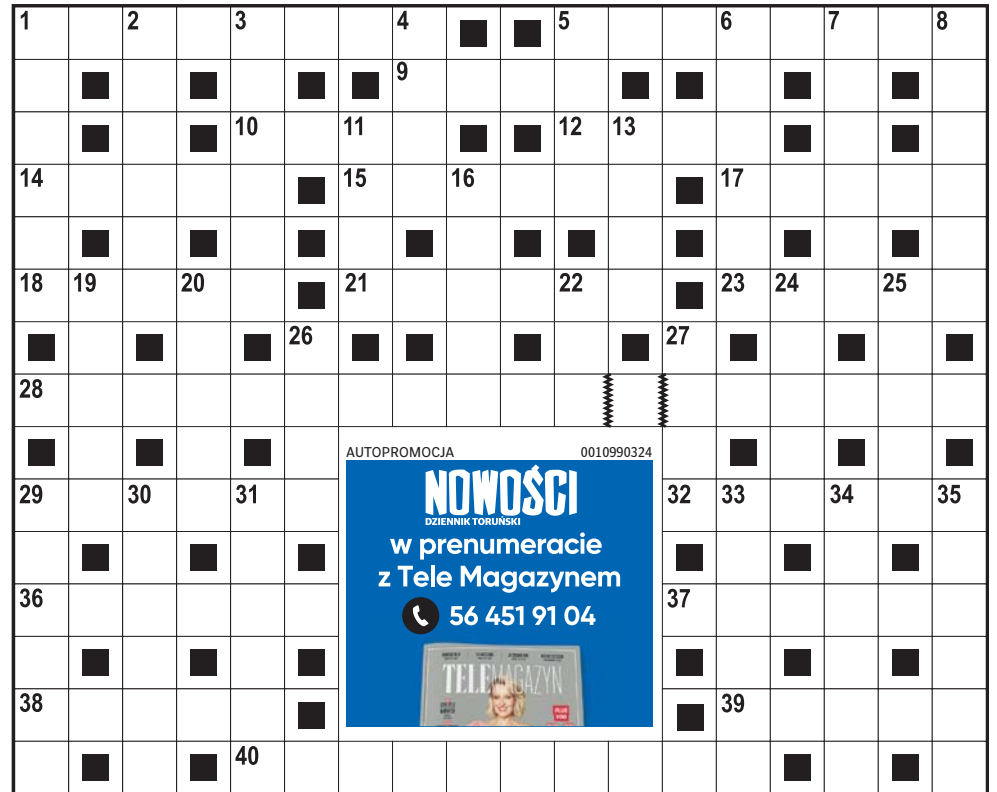 1 2 3 4 5 6 7 8
9
10 11 12 13
14 15 16 17
18 19 20 21 22 23 24 25
26 27
28
AUTOPROMOCJA 0010990324
NOWOŚCI
DZIENNIK TORUŃSKI
29 30 31 32 33 34 35
w prenumeracie
z Tele Magazynem
36 56 451 91 04 37
TELEMAGAZYN
38 39
40